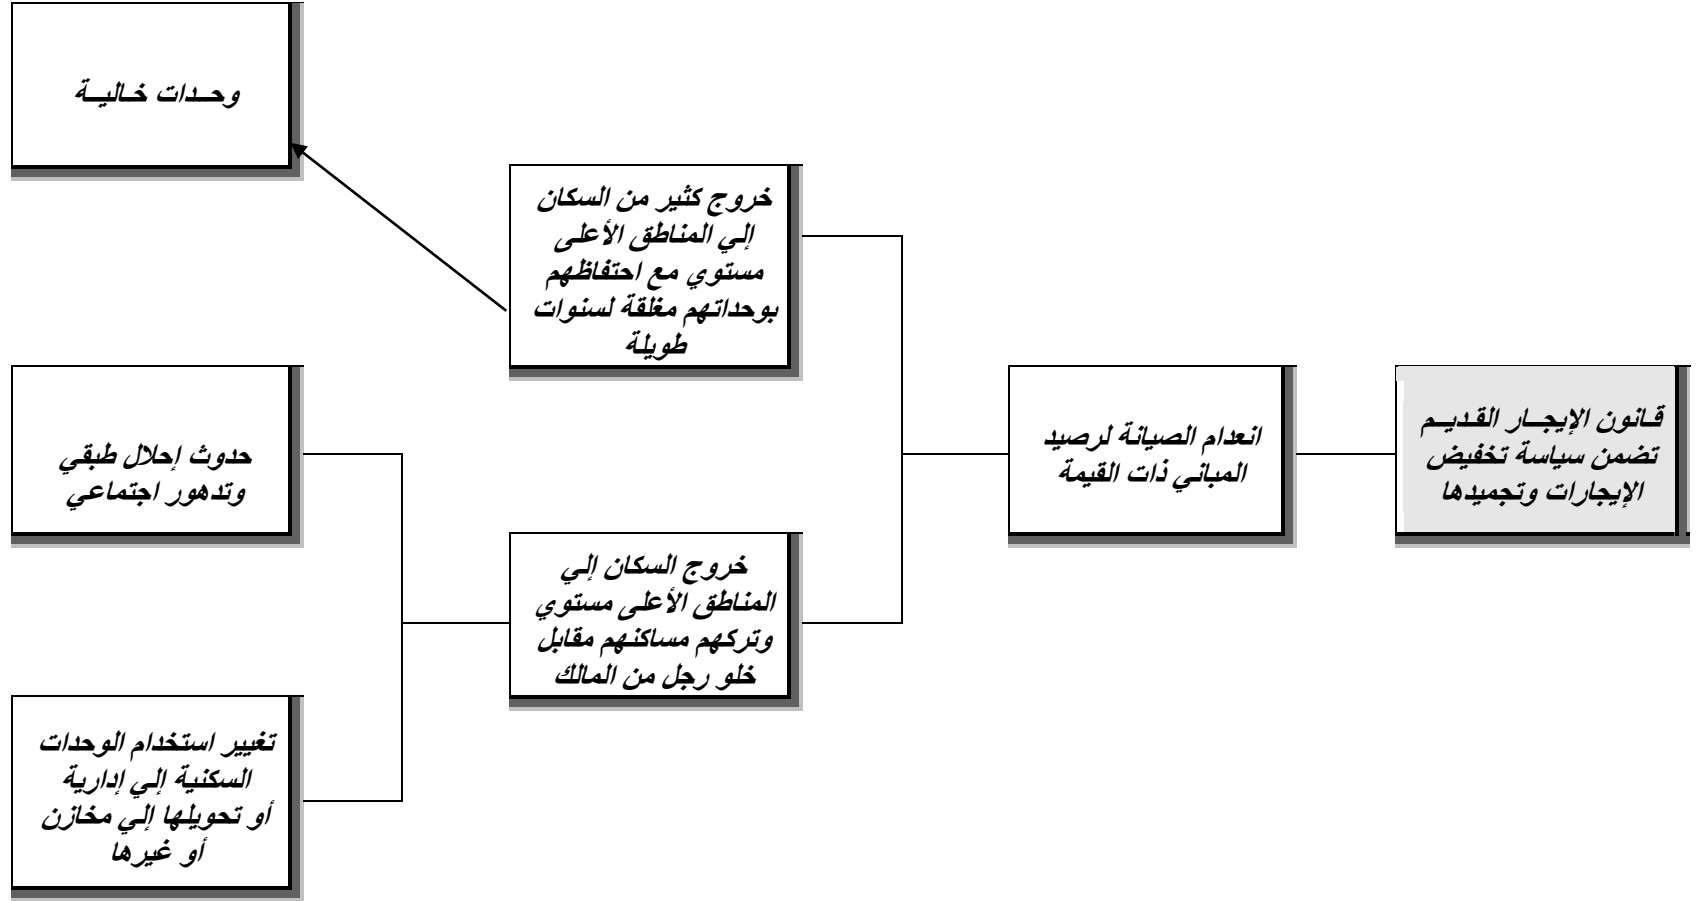 قانون الإيجار القديم
تضمن سياسة تخفيض
الإيجارات وتجميدها
انعدام الصيانة لرصيد
المباني ذات القيمة
خروج كثير من السكان
إلي المناطق الأعلى
مستوي مع احتفاظهم
بوحداتهم مغلقة لسنوات
طويلة
وحدات خالية
خروج السكان إلي
المناطق الأعلى مستوي
وتركهم مساكنهم مقابل
خلو رجل من المالك
حدوث إحلال طبقي
وتدهور اجتماعي
تغيير استخدام الوحدات
السكنية إلي إدارية
أو تحويلها إلي مخازن
أو غيرها